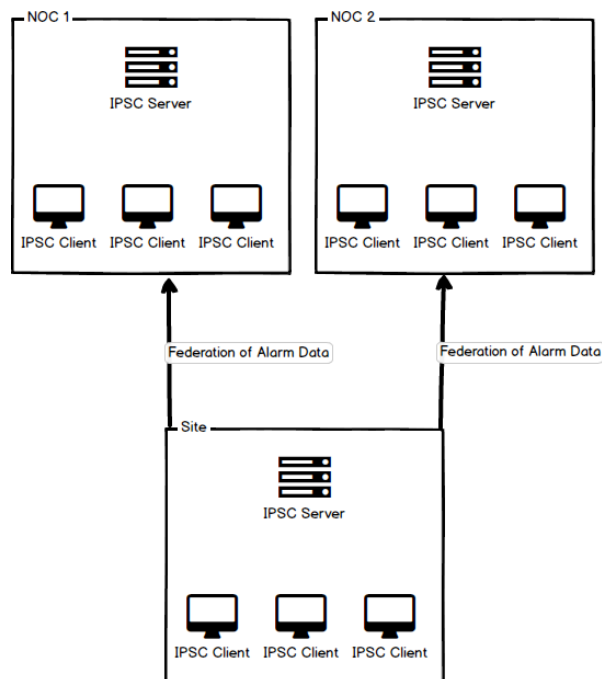 NOC 1
NOC 2
IPSC Server
IPSC Server
IPSC Client IPSC Client IPSC Client
IPSC Client IPSC Client IPSC Client
Federation of Alarm Data
Federation of Alarm Data
Site
IPSC Server
IPSC Client IPSC Client IPSC Client